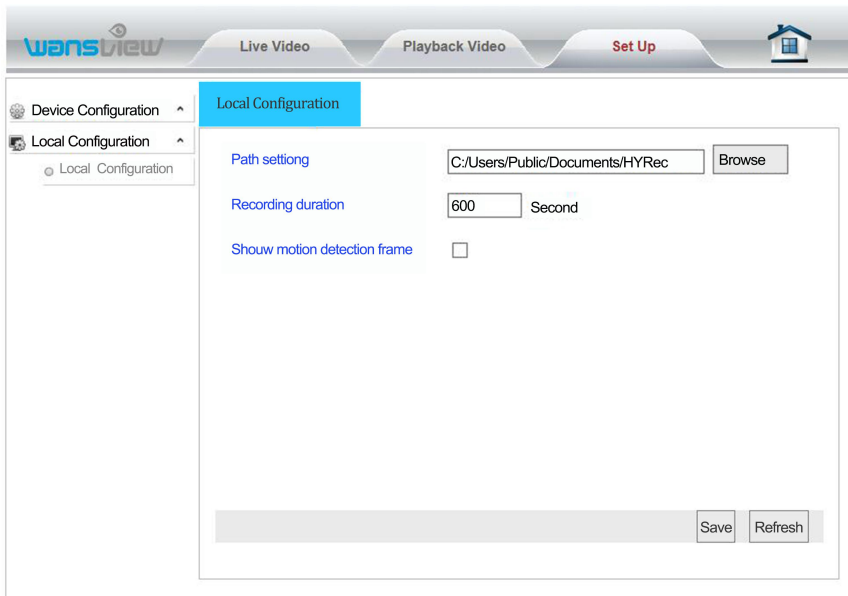 wansview
Live Video
Playback Video
Set Up
Device Configuration
Local Configuration
Local Configuration
Local Configuration
Path settiong
C:/Users/Public/Documents/HYRec
Browse
Recording duration
600
Second
Shouw motion detection frame
Save
Refresh